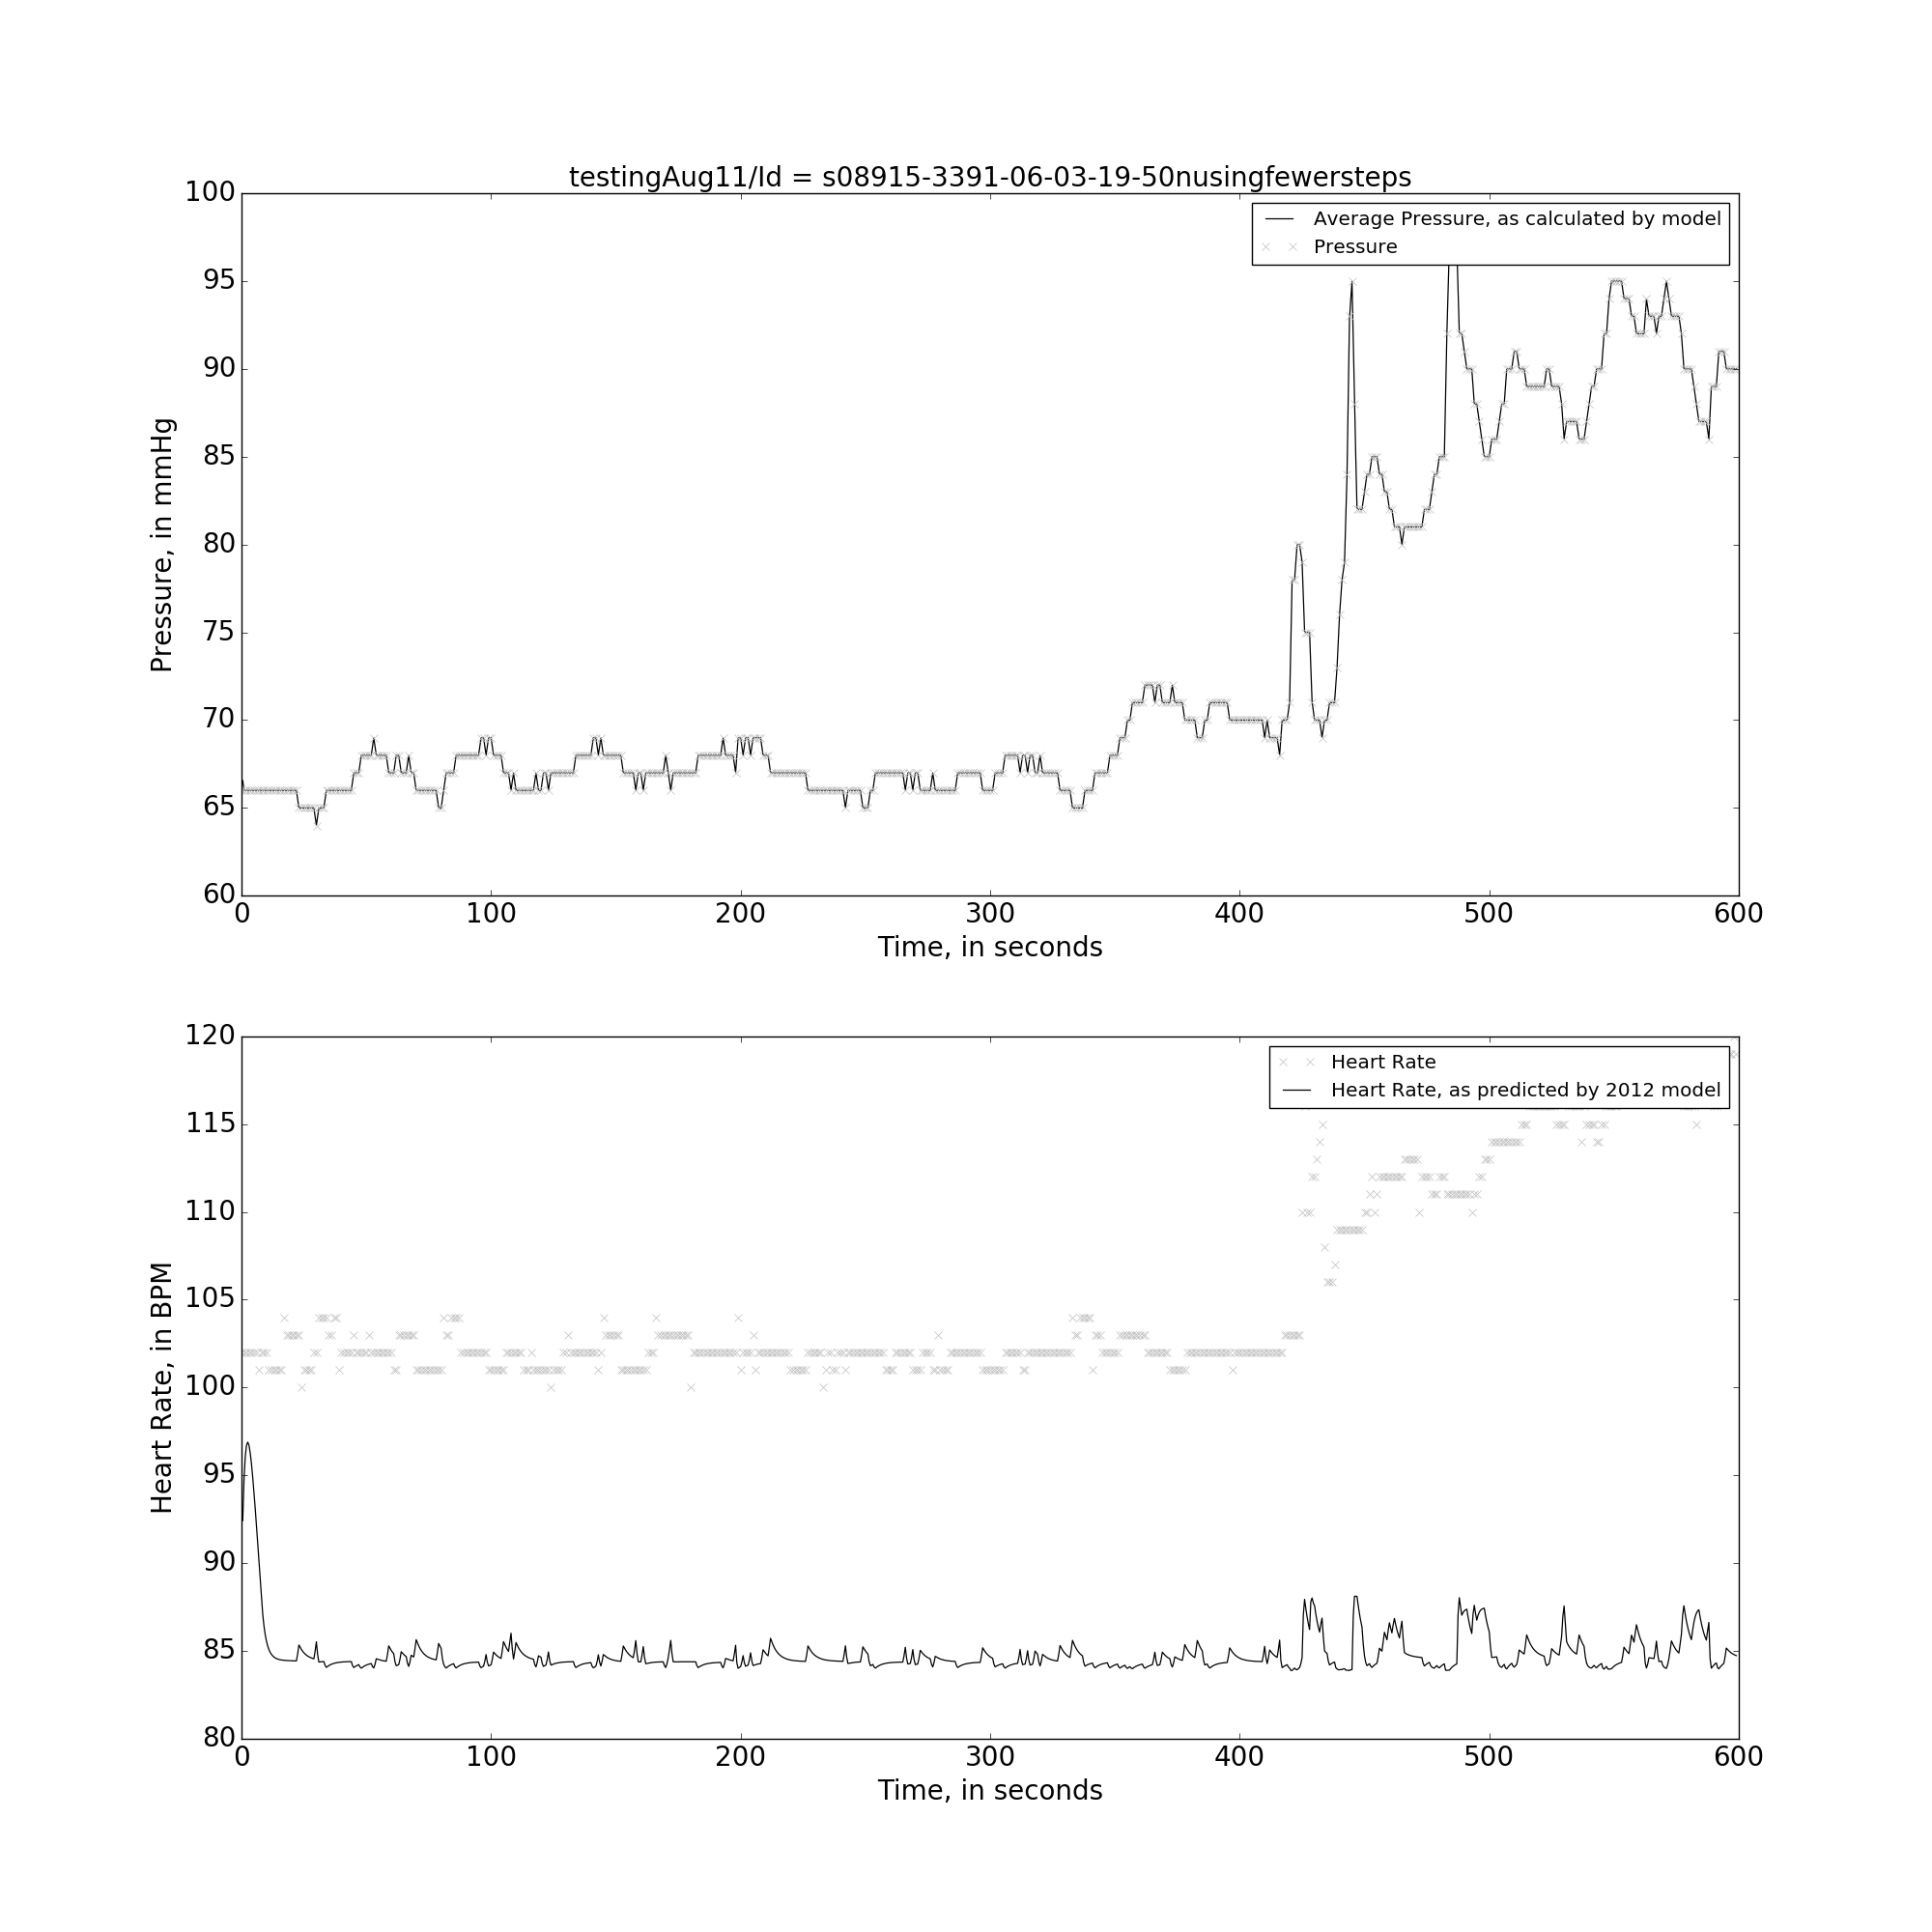 testingAug11/Id = s08915-3391-06-03-19-50nusingfewersteps
100
95
90
85
80
75
70
65
60
Pressure, in mmHg
Average Pressure, as calculated by model
Pressure
0 100 200 300 400 500 600
Time, in seconds
120
115
110
105
100
95
90
85
80
Heart Rate, in BPM
Heart Rate
Heart Rate, as predicted by 2012 model
0 100 200 300 400 500 600
Time, in seconds